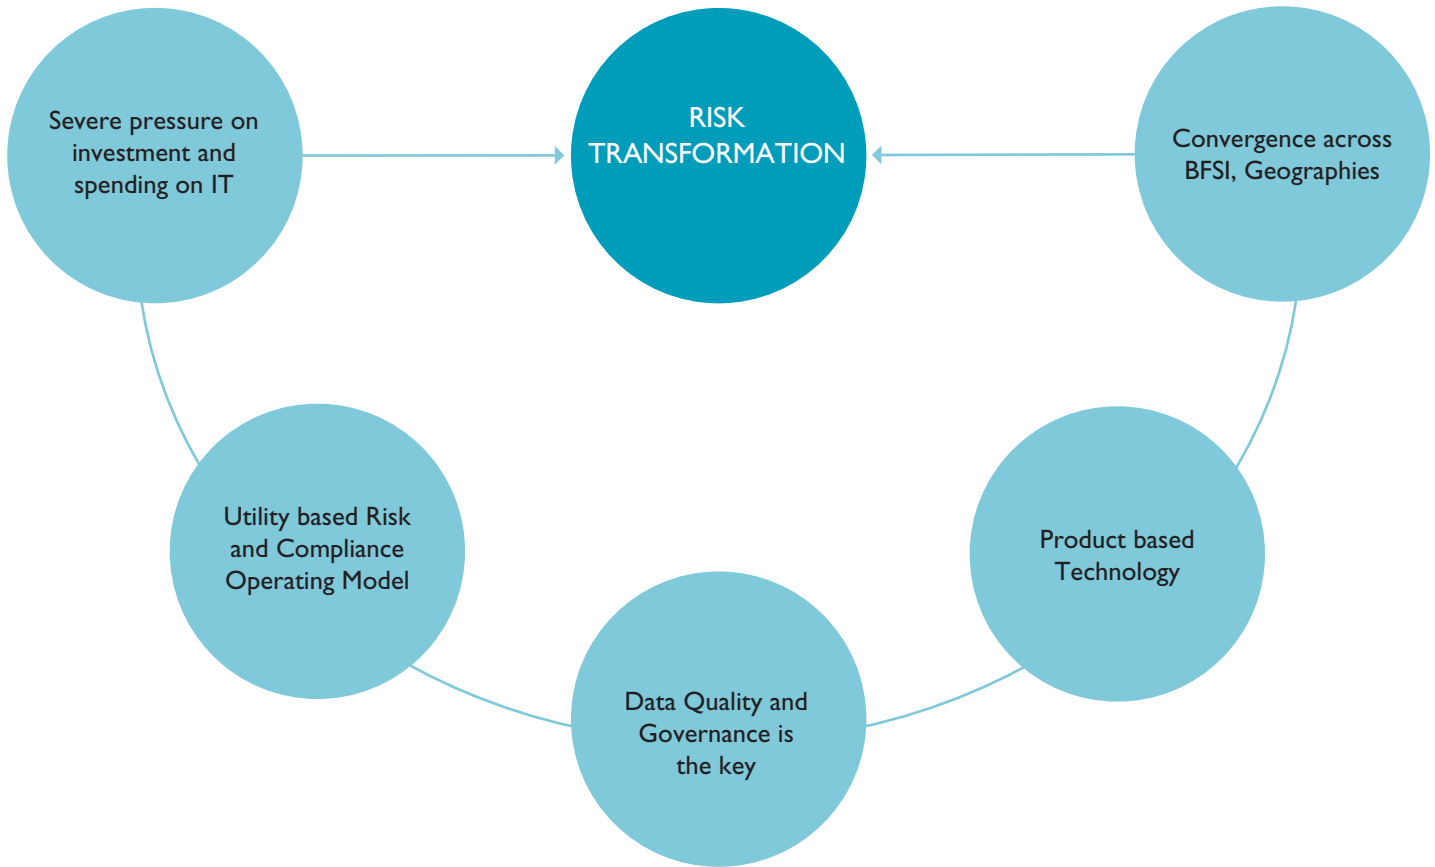 Severe pressure on
investment and
spending on IT
RISK
TRANSFORMATION
Convergence across
BFSI, Geographies
Utility based Risk
and Compliance
Operating Model
Product based
Technology
Data Quality and
Governance is
the key